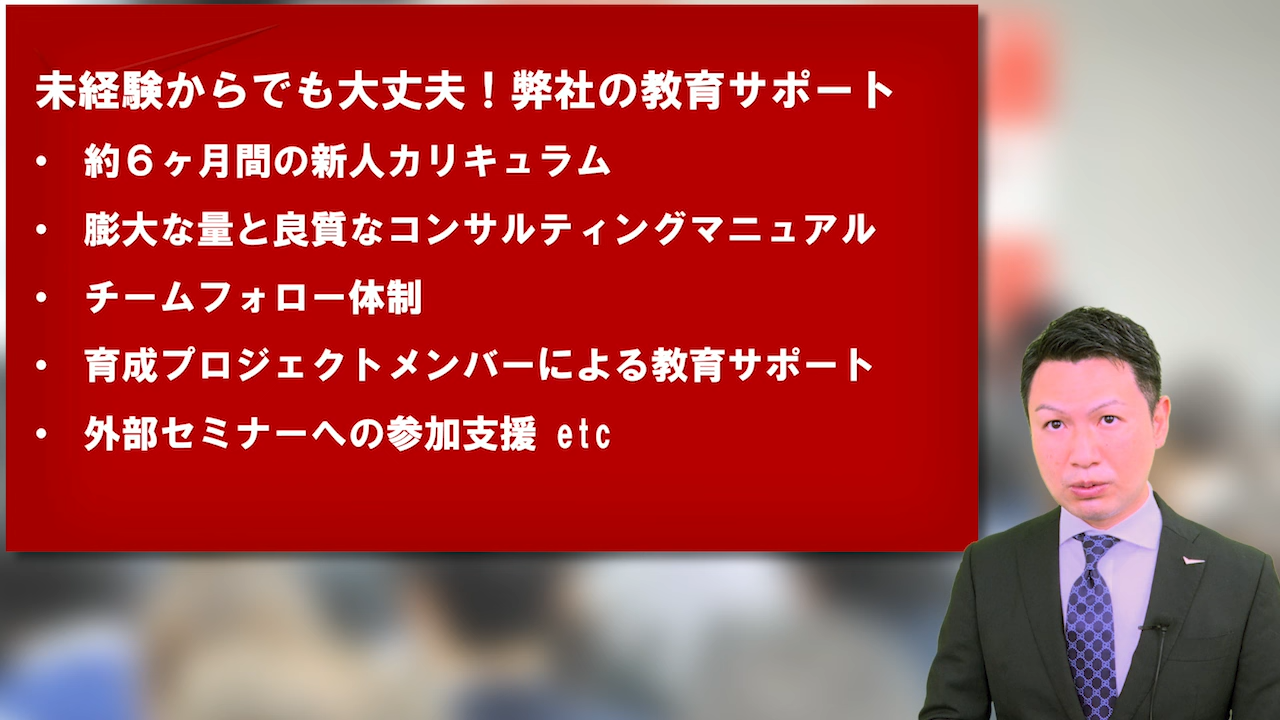 未経験からでも大丈夫！弊社の教育サポート
• 約６ヶ月間の新人カリキュラム
• 膨大な量と良質なコンサルティングマニュアル
• チームフォロー体制
• 育成プロジェクトメンバーによる教育サポート
• 外部セミナーへの参加支援 etc